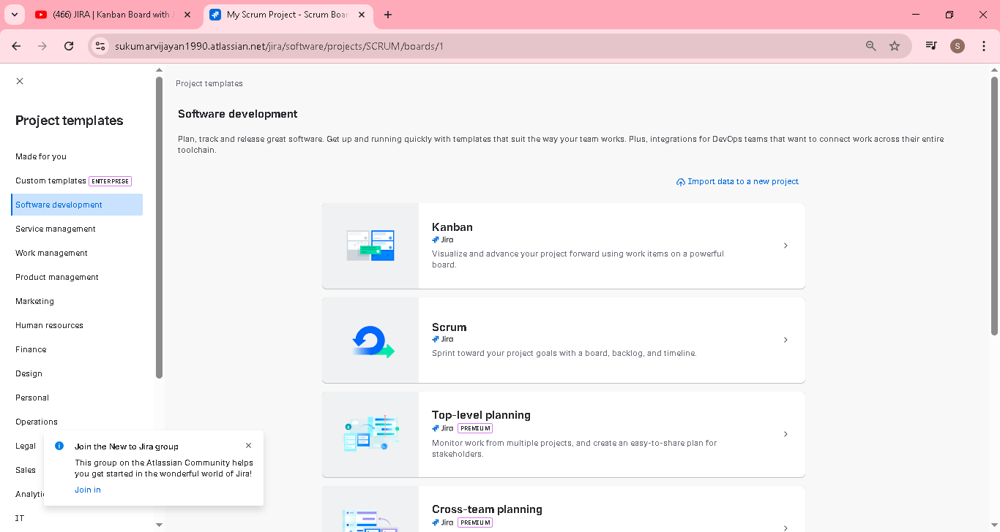 (466) JIRA | Kanban Board with J
My Scrum Project - Scrum Boar
sukumarvijayan1990.atlassian.net/jira/software/projects/SCRUM/boards/1
S
Project templates
Made for you
Custom templates ENTERPRISE
Software development
Service management
Work management
Product management
Marketing
Human resources
Finance
Design
Personal
Operations
Legal
Sales
Analytic
IT
Join the New to Jira group
This group on the Atlassian Community helps
you get started in the wonderful world of Jira!
Join in
Project templates
Software development
Plan, track and release great software. Get up and running quickly with templates that suit the way your team works. Plus, integrations for DevOps teams that want to connect work across their entire
toolchain.
Import data to a new project
Kanban
Jira
Visualize and advance your project forward using work items on a powerful
board.
Scrum
Jira
Sprint toward your project goals with a board, backlog, and timeline.
Top-level planning
Jira PREMIUM
Monitor work from multiple projects, and create an easy-to-share plan for
stakeholders.
Cross-team planning
Jira PREMIUM